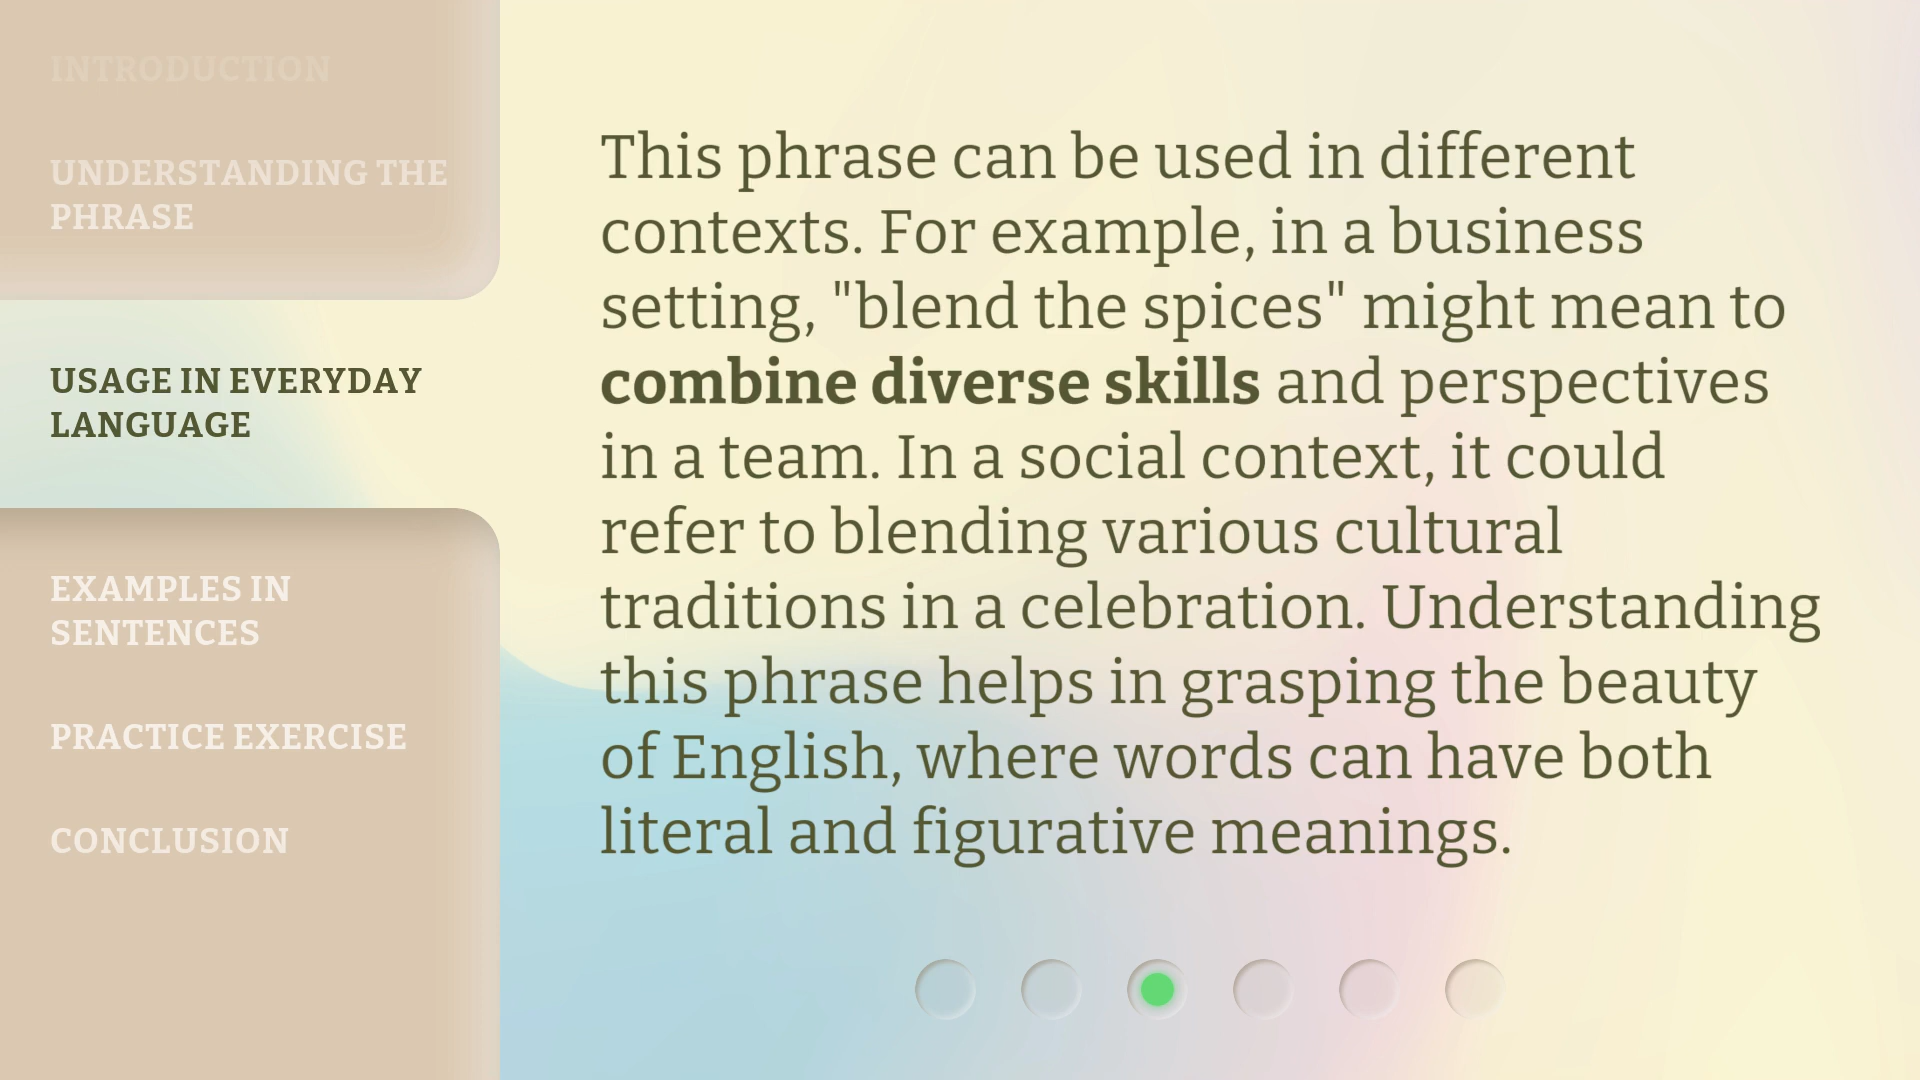 INTRODUCTION
UNDERSTANDING THE
PHRASE
USAGE IN EVERYDAY
LANGUAGE
EXAMPLES IN
SENTENCES
PRACTICE EXERCISE
CONCLUSION
This phrase can be used in different
contexts. For example, in a business
setting, "blend the spices" might mean to
combine diverse skills and perspectives
in a team. In a social context, it could
refer to blending various cultural
traditions in a celebration. Understanding
this phrase helps in grasping the beauty
of English, where words can have both
literal and figurative meanings.